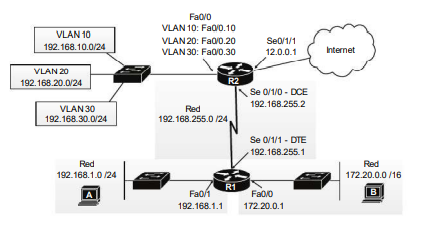 VLAN 10
192.168.10.0/24
VLAN 20
192.168.20.0/24
VLAN 30
192.168.30.0/24
Fa0/0
VLAN 10: Fa0/0.10
VLAN 20: Fa0/0.20
VLAN 30: Fa0/0.30
Se0/1/1
12.0.0.1
Internet
R2
Se 0/1/0 - DCE
192.168.255.2
Red
192.168.255.0 /24
Se 0/1/1 - DTE
192.168.255.1
Red
192.168.1.0 /24
A
Fa0/1
192.168.1.1
R1
Fa0/0
172.20.0.1
Red
172.20.0.0 /16
B